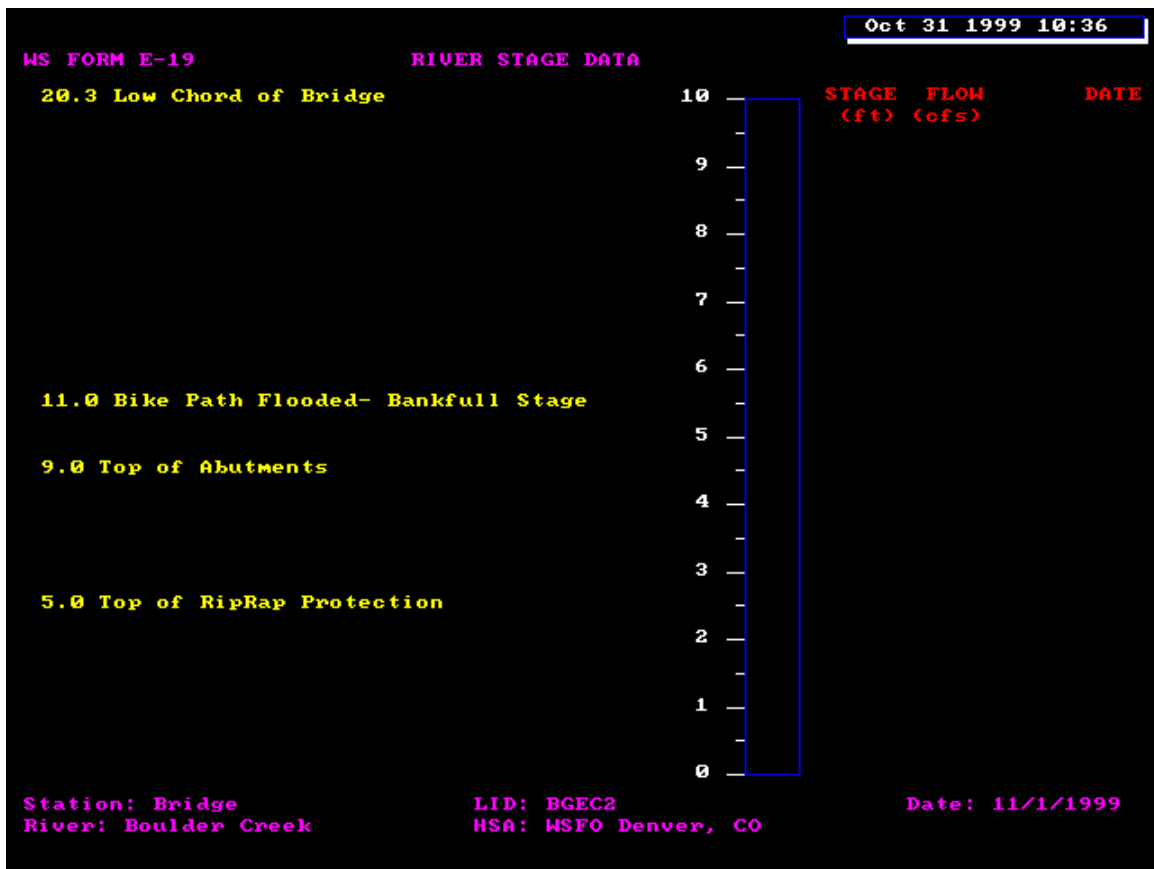 Oct 31 1999 10:36
WS FORM E-19 RIVER STAGE DATA
20.3 Low Chord of Bridge 10 STAGE FLOW DATE
(ft) (cfs)
9
8
7
6
11.0 Bike Path Flooded- Bankfull Stage
5
9.0 Top of Abutments
4
3
5.0 Top of RipRap Protection
2
1
0
Station: Bridge LID: BGEC2 Date: 11/1/1999
River: Boulder Creek HSA: WSFO Denver, CO